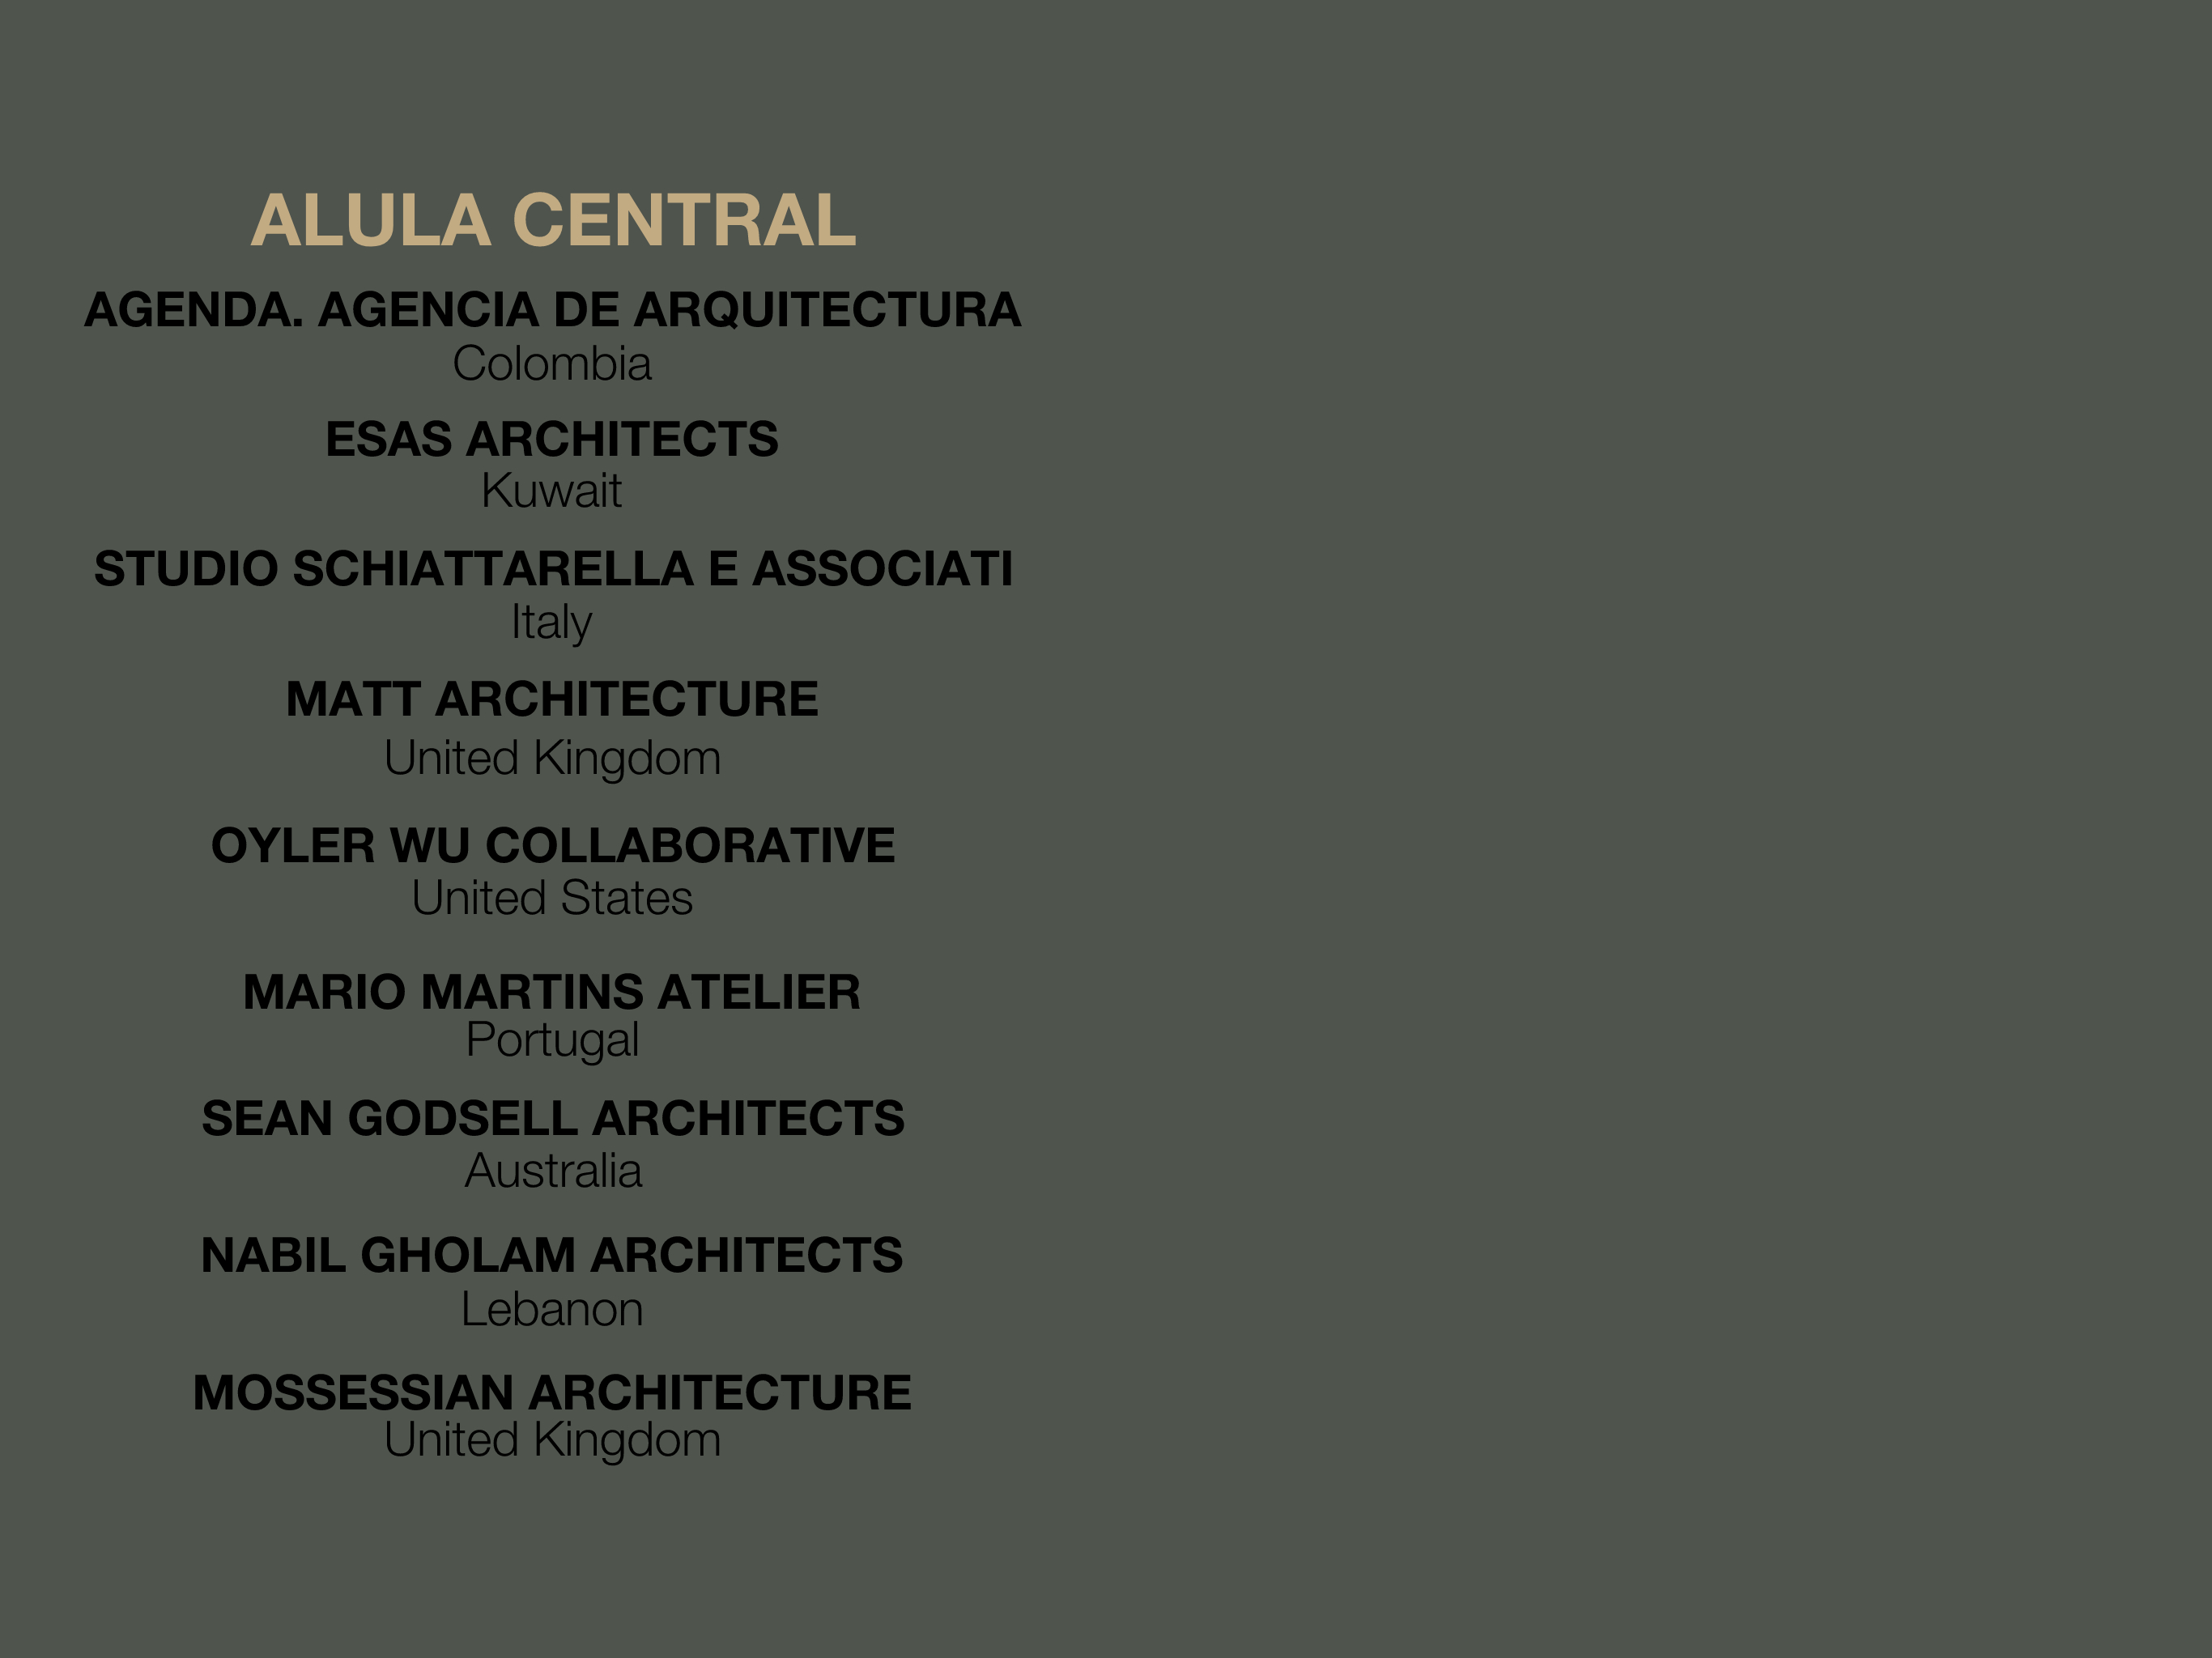 ALULA CENTRAL
AGENDA. AGENCIA DE ARQUITECTURA
Colombia
ESAS ARCHITECTS
Kuwait
STUDIO SCHIATTARELLA E ASSOCIATI
Italy
MATT ARCHITECTURE
United Kingdom
OYLER WU COLLABORATIVE
United States
MARIO MARTINS ATELIER
Portugal
SEAN GODSELL ARCHITECTS
Australia
NABIL GHOLAM ARCHITECTS
Lebanon
MOSSESSIAN ARCHITECTURE
United Kingdom